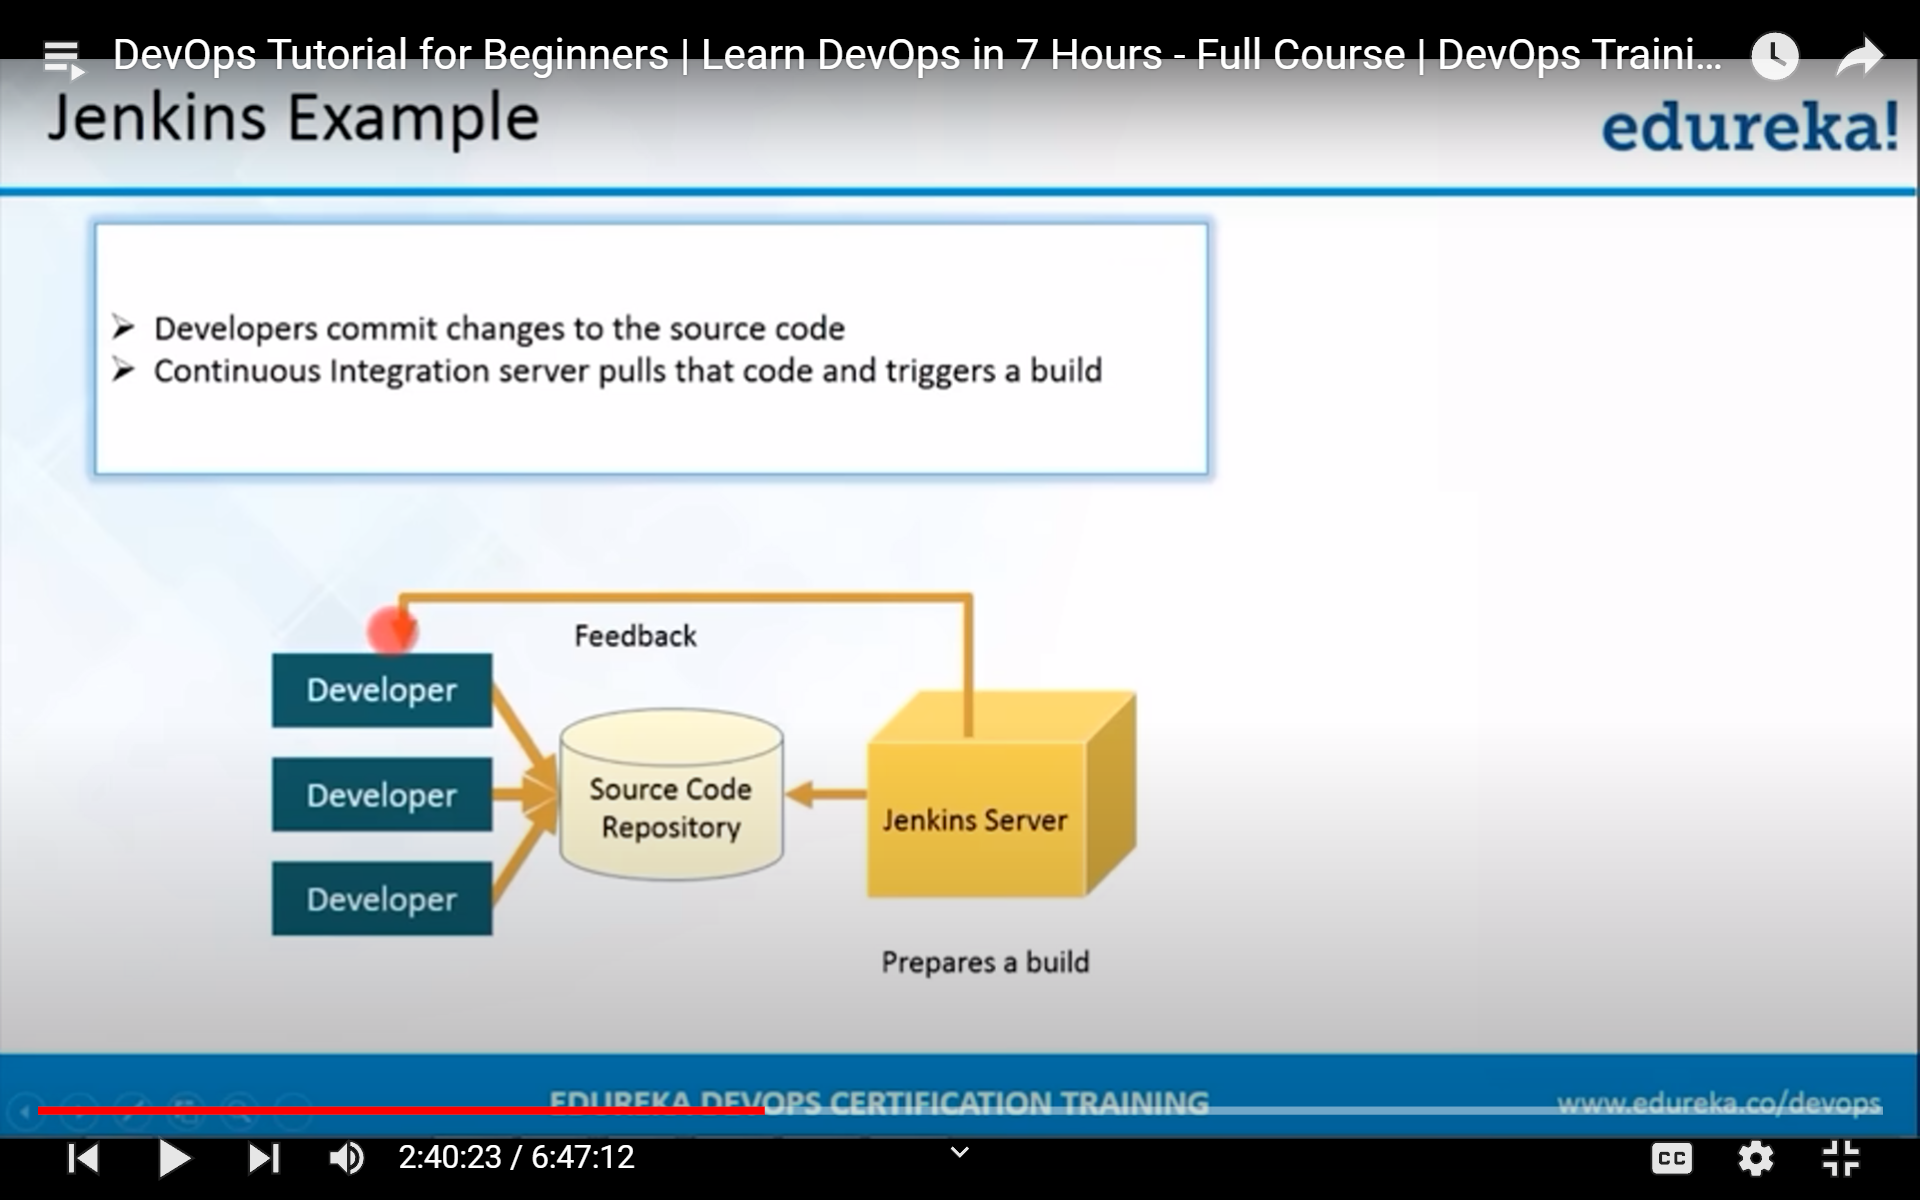 DevOps Tutorial for Beginners | Learn DevOps in 7 Hours - Full Course | DevOps Traini...
Jenkins Example
edureka!
Developers commit changes to the source code
Continuous Integration server pulls that code and triggers a build
Feedback
Developer
Developer
Developer
Source Code
Repository
Jenkins Server
Prepares a build
EDUREKA DEVOPS CERTIFICATION TRAINING
www.edureka.co/devops
2:40:23 / 6:47:12
CC